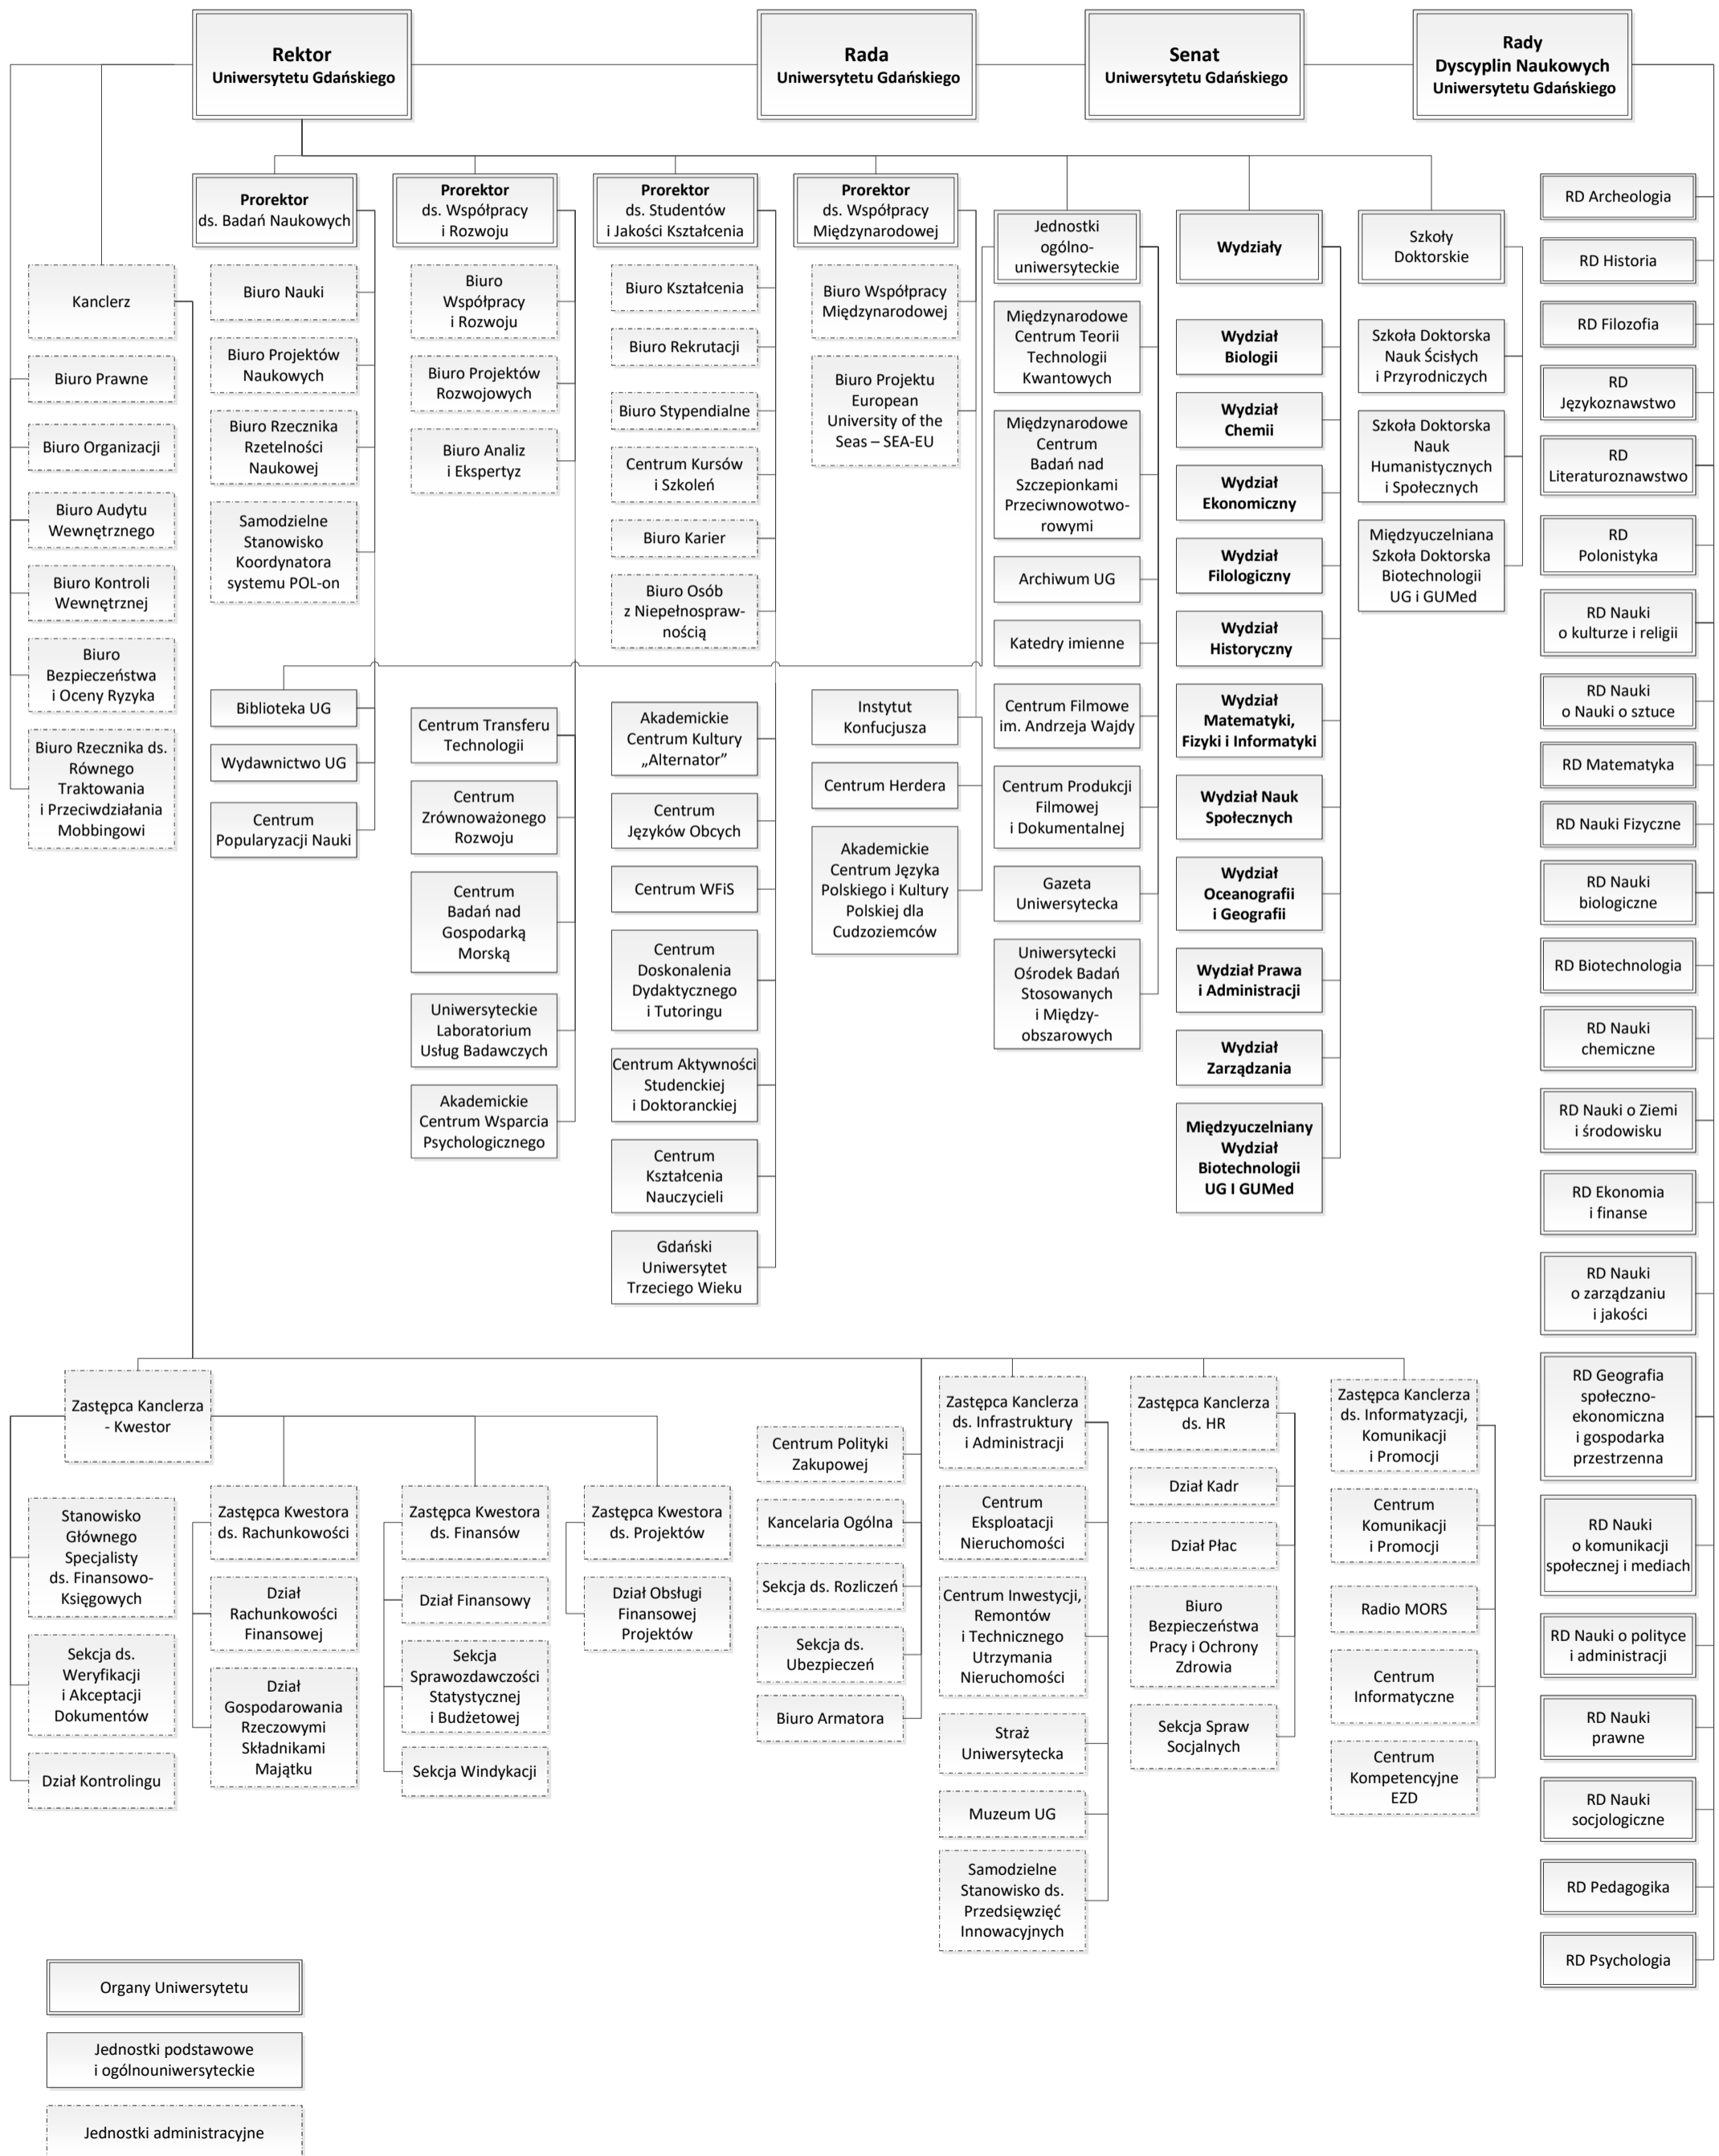 Rektor
Uniwersytetu Gdańskiego
Rada
Uniwersytetu Gdańskiego
Senat
Uniwersytetu Gdańskiego
Rady
Dyscyplin Naukowych
Uniwersytetu Gdańskiego
Prorektor
ds. Badań Naukowych
Prorektor
ds. Współpracy
i Rozwoju
Prorektor
ds. Studentów
i Jakości Kształcenia
Prorektor
ds. Współpracy
Międzynarodowej
Jednostki
ogólno-
uniwersyteckie
Wydziały
Szkoły
Doktorskie
Kanclerz
Biuro Prawne
Biuro Organizacji
Biuro Audytu
Wewnętrznego
Biuro Kontroli
Wewnętrznej
Biuro
Bezpieczeństwa
i Oceny Ryzyka
Biuro Rzecznika ds.
Równego
Traktowania
i Przeciwdziałania
Mobbingowi
Biuro Nauki
Biuro Projektów
Naukowych
Biuro Rzecznika
Rzetelności
Naukowej
Samodzielne
Stanowisko
Koordynatora
systemu POL-on
Biblioteka UG
Wydawnictwo UG
Centrum
Popularyzacji Nauki
Biuro
Współpracy
i Rozwoju
Biuro Projektów
Rozwojowych
Biuro Analiz
i Ekspertyz
Centrum Transferu
Technologii
Centrum
Zrównoważonego
Rozwoju
Centrum
Badań nad
Gospodarką
Morską
Uniwersyteckie
Laboratorium
Usług Badawczych
Akademickie
Centrum Wsparcia
Psychologicznego
Biuro Kształcenia
Biuro Rekrutacji
Biuro Stypendialne
Centrum Kursów
i Szkoleń
Biuro Karier
Biuro Osób
z Niepełnospraw-
nością
Akademickie
Centrum Kultury
„Alternator”
Centrum
Języków Obcych
Centrum WFiS
Centrum
Doskonalenia
Dydaktycznego
i Tutoringu
Centrum Aktywności
Studenckiej
i Doktoranckiej
Centrum
Kształcenia
Nauczycieli
Gdański
Uniwersytet
Trzeciego Wieku
Biuro Współpracy
Międzynarodowej
Biuro Projektu
European
University of the
Seas – SEA-EU
Instytut
Konfucjusza
Centrum Herdera
Akademickie
Centrum Języka
Polskiego i Kultury
Polskiej dla
Cudzoziemców
Międzynarodowe
Centrum Teorii
Technologii
Kwantowych
Międzynarodowe
Centrum
Badań nad
Szczepionkami
Przeciwnowotwo-
rowymi
Archiwum UG
Katedry imienne
Centrum Filmowe
im. Andrzeja Wajdy
Centrum Produkcji
Filmowej
i Dokumentalnej
Gazeta
Uniwersytecka
Uniwersytecki
Ośrodek Badań
Stosowanych
i Między-
obszarowych
Wydział
Biologii
Wydział
Chemii
Wydział
Ekonomiczny
Wydział
Filologiczny
Wydział
Historyczny
Wydział
Matematyki,
Fizyki i Informatyki
Wydział Nauk
Społecznych
Wydział
Oceanografii
i Geografii
Wydział Prawa
i Administracji
Wydział
Zarządzania
Międzyuczelniany
Wydział
Biotechnologii
UG I GUMed
Szkoła Doktorska
Nauk Ścisłych
i Przyrodniczych
Szkoła Doktorska
Nauk
Humanistycznych
i Społecznych
Międzyuczelniana
Szkoła Doktorska
Biotechnologii
UG i GUMed
RD Archeologia
RD Historia
RD Filozofia
RD
Językoznawstwo
RD
Literaturoznawstwo
RD
Polonistyka
RD Nauki
o kulturze i religii
RD Nauki
o Nauki o sztuce
RD Matematyka
RD Nauki Fizyczne
RD Nauki
biologiczne
RD Biotechnologia
RD Nauki
chemiczne
RD Nauki o Ziemi
i środowisku
RD Ekonomia
i finanse
RD Nauki
o zarządzaniu
i jakości
RD Geografia
społeczno-
ekonomiczna
i gospodarka
przestrzenna
RD Nauki
o komunikacji
społecznej i mediach
RD Nauki o polityce
i administracji
RD Nauki
prawne
RD Nauki
socjologiczne
RD Pedagogika
RD Psychologia
Zastępca Kanclerza
- Kwestor
Stanowisko
Głównego
Specjalisty
ds. Finansowo-
Księgowych
Sekcja ds.
Weryfikacji
i Akceptacji
Dokumentów
Dział Kontrolingu
Zastępca Kwestora
ds. Rachunkowości
Dział
Rachunkowości
Finansowej
Dział
Gospodarowania
Rzeczowymi
Składnikami
Majątku
Zastępca Kwestora
ds. Finansów
Dział Finansowy
Sekcja
Sprawozdawczości
Statystycznej
i Budżetowej
Sekcja Windykacji
Zastępca Kwestora
ds. Projektów
Dział Obsługi
Finansowej
Projektów
Centrum Polityki
Zakupowej
Kancelaria Ogólna
Sekcja ds. Rozliczeń
Sekcja ds.
Ubezpieczeń
Biuro Armatora
Zastępca Kanclerza
ds. Infrastruktury
i Administracji
Centrum
Eksploatacji
Nieruchomości
Centrum Inwestycji,
Remontów
i Technicznego
Utrzymania
Nieruchomości
Straż
Uniwersytecka
Muzeum UG
Samodzielne
Stanowisko ds.
Przedsięwzięć
Innowacyjnych
Zastępca Kanclerza
ds. HR
Dział Kadr
Dział Płac
Biuro
Bezpieczeństwa
Pracy i Ochrony
Zdrowia
Sekcja Spraw
Socjalnych
Zastępca Kanclerza
ds. Informatyzacji,
Komunikacji
i Promocji
Centrum
Komunikacji
i Promocji
Radio MORS
Centrum
Informatyczne
Centrum
Kompetencyjne
EZD
Organy Uniwersytetu
Jednostki podstawowe
i ogólnouniwersyteckie
Jednostki administracyjne